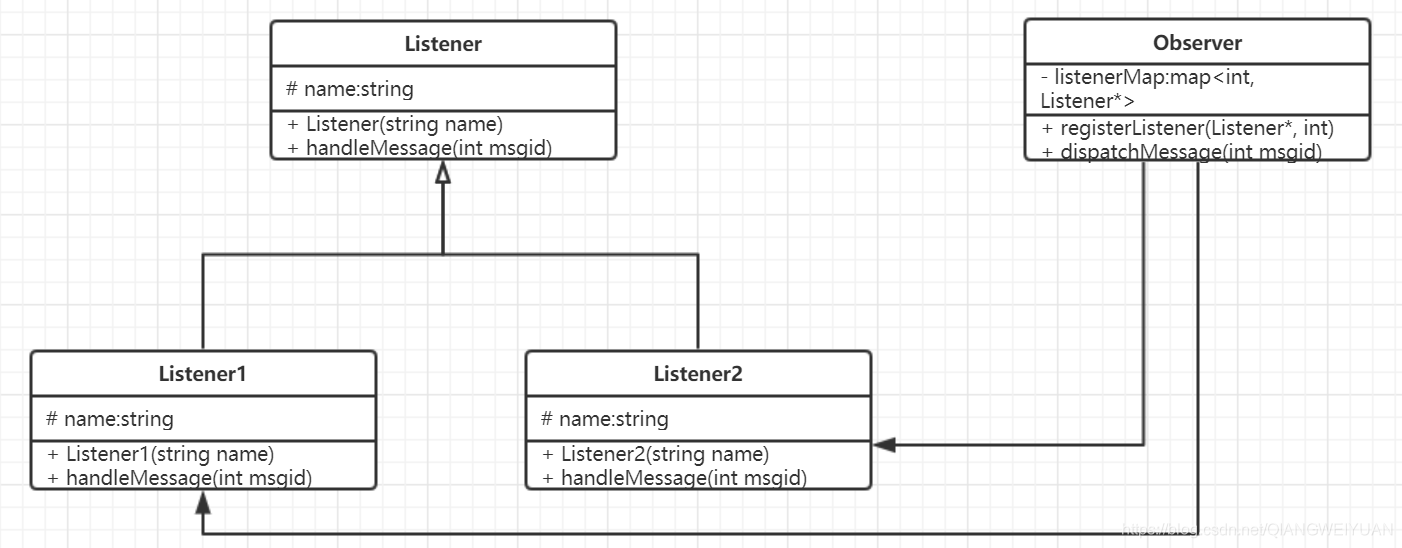 Listener
# name:string
+ Listener(string name)
+ handleMessage(int msgid)
Observer
- listenerMap:map<int,
Listener*>
+ registerListener(Listener*, int)
+ dispatchMessage(int msgid)
Listener1
# name:string
+ Listener1(string name)
+ handleMessage(int msgid)
Listener2
# name:string
+ Listener2(string name)
+ handleMessage(int msgid)
https://blog.csdn.net/QIANGWEIYUAN